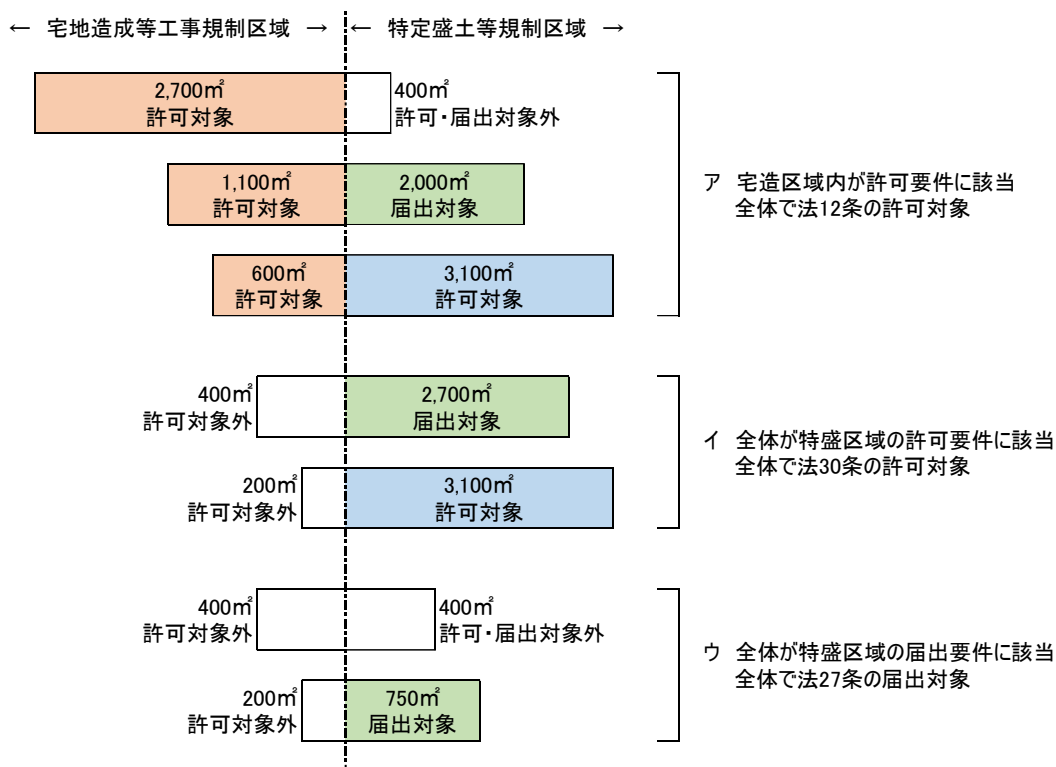 ← 宅地造成等工事規制区域 →
← 特定盛土等規制区域 →
2,700㎡
許可対象
400㎡
許可・届出対象外
1,100㎡
許可対象
2,000㎡
届出対象
600㎡
許可対象
3,100㎡
許可対象
ア 宅造区域内が許可要件に該当
全体で法12条の許可対象
400㎡
許可対象外
2,700㎡
届出対象
200㎡
許可対象外
3,100㎡
許可対象
イ 全体が特盛区域の許可要件に該当
全体で法30条の許可対象
400㎡
許可対象外
400㎡
許可・届出対象外
200㎡
許可対象外
750㎡
届出対象
ウ 全体が特盛区域の届出要件に該当
全体で法27条の届出対象